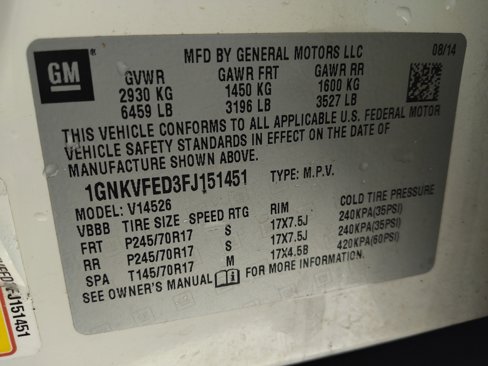 GM
MFD BY GENERAL MOTORS LLC 08/14
GVWR GAWR FRT GAWR RR
2930 KG 1450 KG 1600 KG
6459 LB 3196 LB 3527 LB
THIS VEHICLE CONFORMS TO ALL APPLICABLE U.S. FEDERAL MOTOR
VEHICLE SAFETY STANDARDS IN EFFECT ON THE DATE OF
MANUFACTURE SHOWN ABOVE.
1GNKVFED3FJ151451 TYPE: M.P.V.
MODEL: V14526
VBBB TIRE SIZE SPEED RTG RIM COLD TIRE PRESSURE
FRT P245/70R17 S 17X7.5J 240KPA(35PSI)
RR P245/70R17 S 17X7.5J 240KPA(35PSI)
SPA T145/70R17 M 17X4.5B 420KPA(60PSI)
SEE OWNER'S MANUAL FOR MORE INFORMATION.
FJ151451